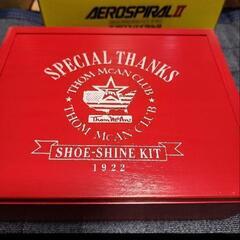 AEROSPIRAL II
SPECIAL THANKS
THOM McAN CLUB
Thom McAn
THOM McAN CLUB
SHOE-SHINE KIT
1922